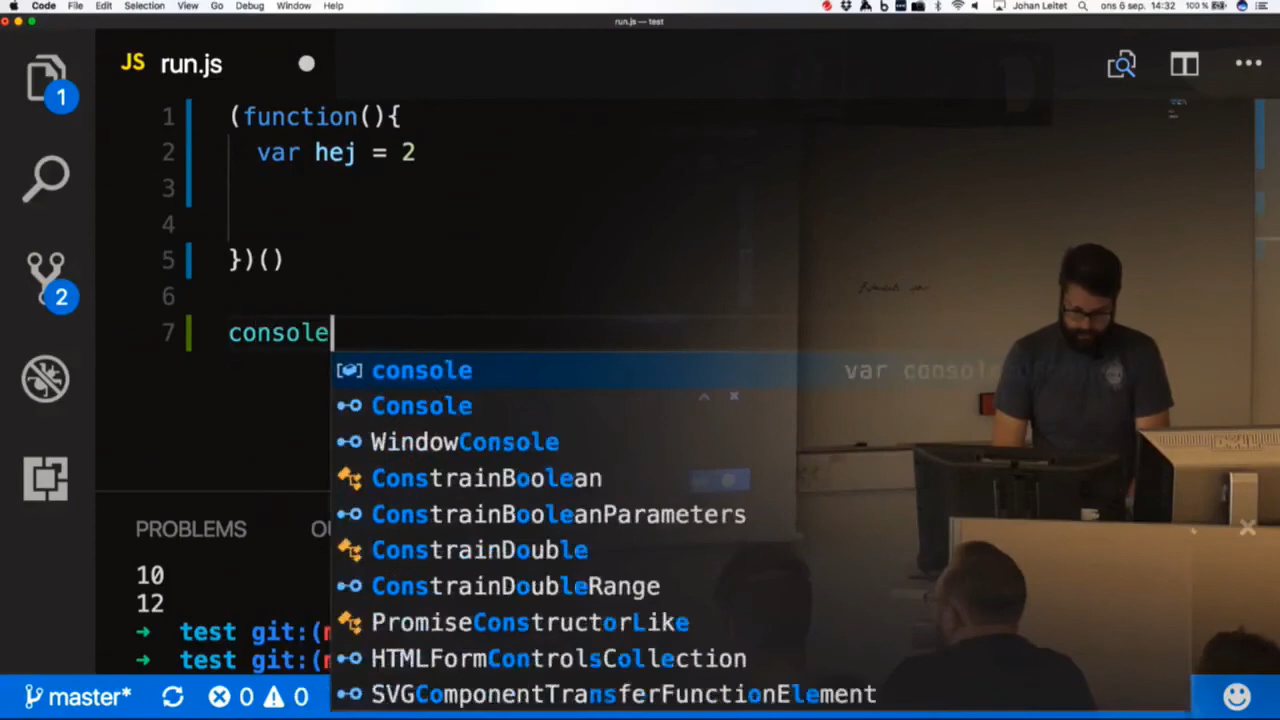 Code File Edit Selection View Go Debug Window Help Johan Leitet ons 6 sep. 14:32 100 %
run.js — test
JS run.js
1 (function(){
2 var hej = 2
3
4
5 })()
6
7 console
console var console
Console
WindowConsole
ConstrainBoolean
ConstrainBooleanParameters
ConstrainDouble
ConstrainDoubleRange
PromiseConstructorLike
HTMLFormControlsCollection
SVGComponentTransferFunctionElement
1
2
PROBLEMS OU
10
12
➜ test git:(
➜ test git:(
master* 0 0
DELL